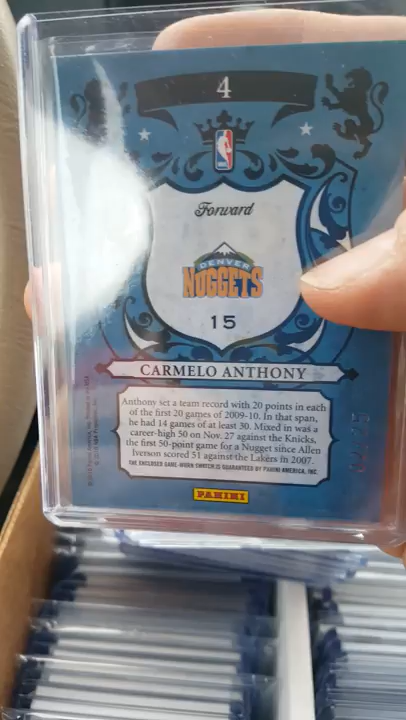 4
Forward
DENVER
NUGGETS
15
CARMELO ANTHONY
Anthony set a team record with 20 points in each
of the first 20 games of 2009-10. In that span,
he had 14 games of at least 30. Mixed in was a
career-high 50 on Nov. 27 against the Knicks,
the first 50-point game for a Nugget since Allen
Iverson scored 51 against the Lakers in 2007.
THE ENCLOSED GAME-WORN SWATCH IS GUARANTEED BY PANINI AMERICA, INC.
PANINI